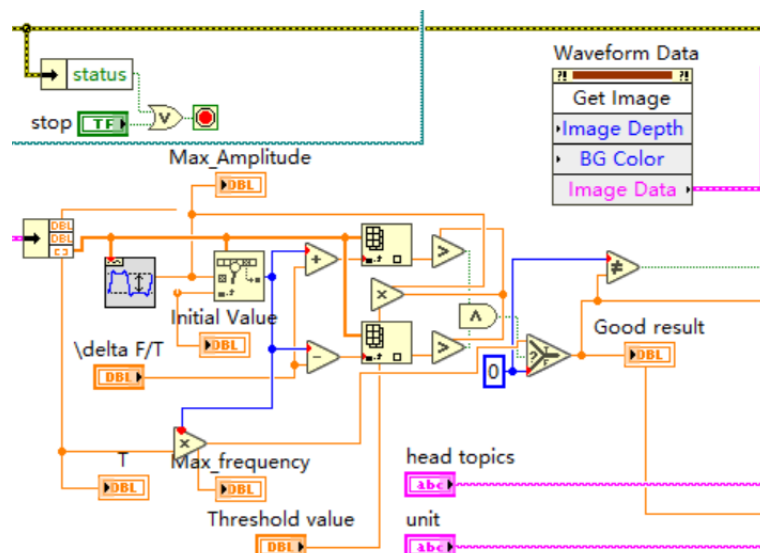 status
stop
TF
Waveform Data
Get Image
Image Depth
BG Color
Image Data
Max_Amplitude
DBL
DBL
DBL
Initial Value
DBL
\delta F/T
DBL
0
Good result
DBL
T
DBL
Max_frequency
DBL
head topics
abc
Threshold value
DBL
unit
abc